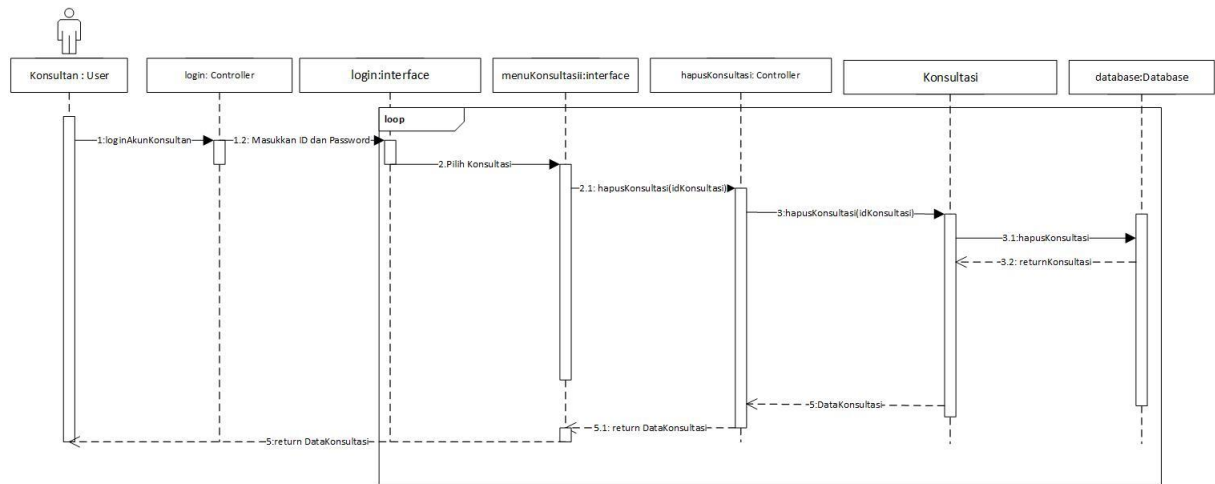 Konsultan : User
login: Controller
login:interface
menuKonsultasii:interface
hapusKonsultasi: Controller
Konsultasi
database:Database
loop
1:loginAkunKonsultan
1.2: Masukkan ID dan Password
2.Pilih Konsultasi
2.1: hapusKonsultasi(idKonsultasi)
3:hapusKonsultasi(idKonsultasi)
3.1:hapusKonsultasi
3.2: returnKonsultasi
5:DataKonsultasi
5.1: return DataKonsultasi
5:return DataKonsultasi